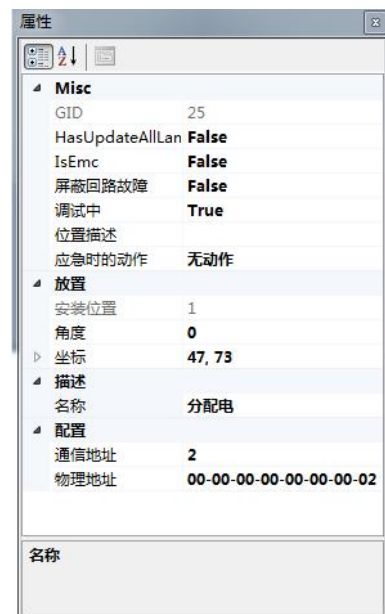 属性
Misc
GID 25
HasUpdateAllLan False
IsEmc False
屏蔽回路故障 False
调试中 True
位置描述
应急时的动作 无动作
放置
安装位置 1
角度 0
坐标 47, 73
描述
名称 分配电
配置
通信地址 2
物理地址 00-00-00-00-00-00-00-02
名称